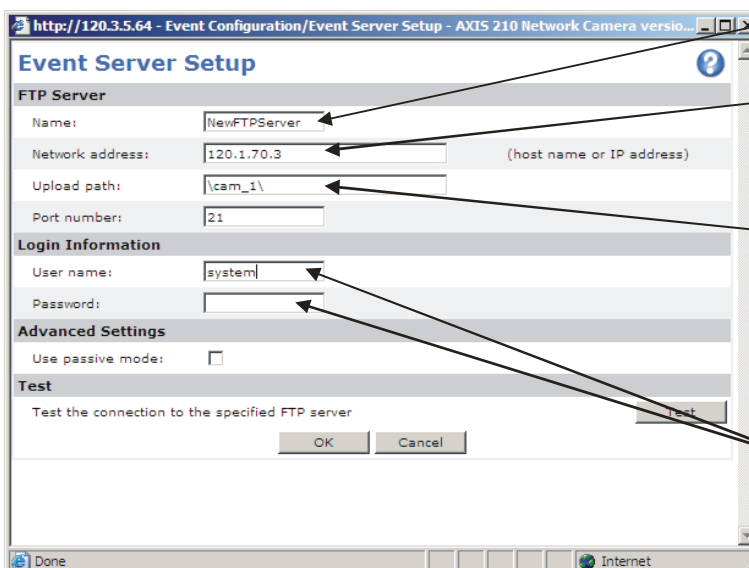 http://120.3.5.64 - Event Configuration/Event Server Setup - AXIS 210 Network Camera versio...
Event Server Setup
FTP Server
Name: NewFTPServer
Network address: 120.1.70.3 (host name or IP address)
Upload path: \cam_1\
Port number: 21
Login Information
User name: system
Password:
Advanced Settings
Use passive mode:
Test
Test the connection to the specified FTP server Test
OK Cancel
Done Internet